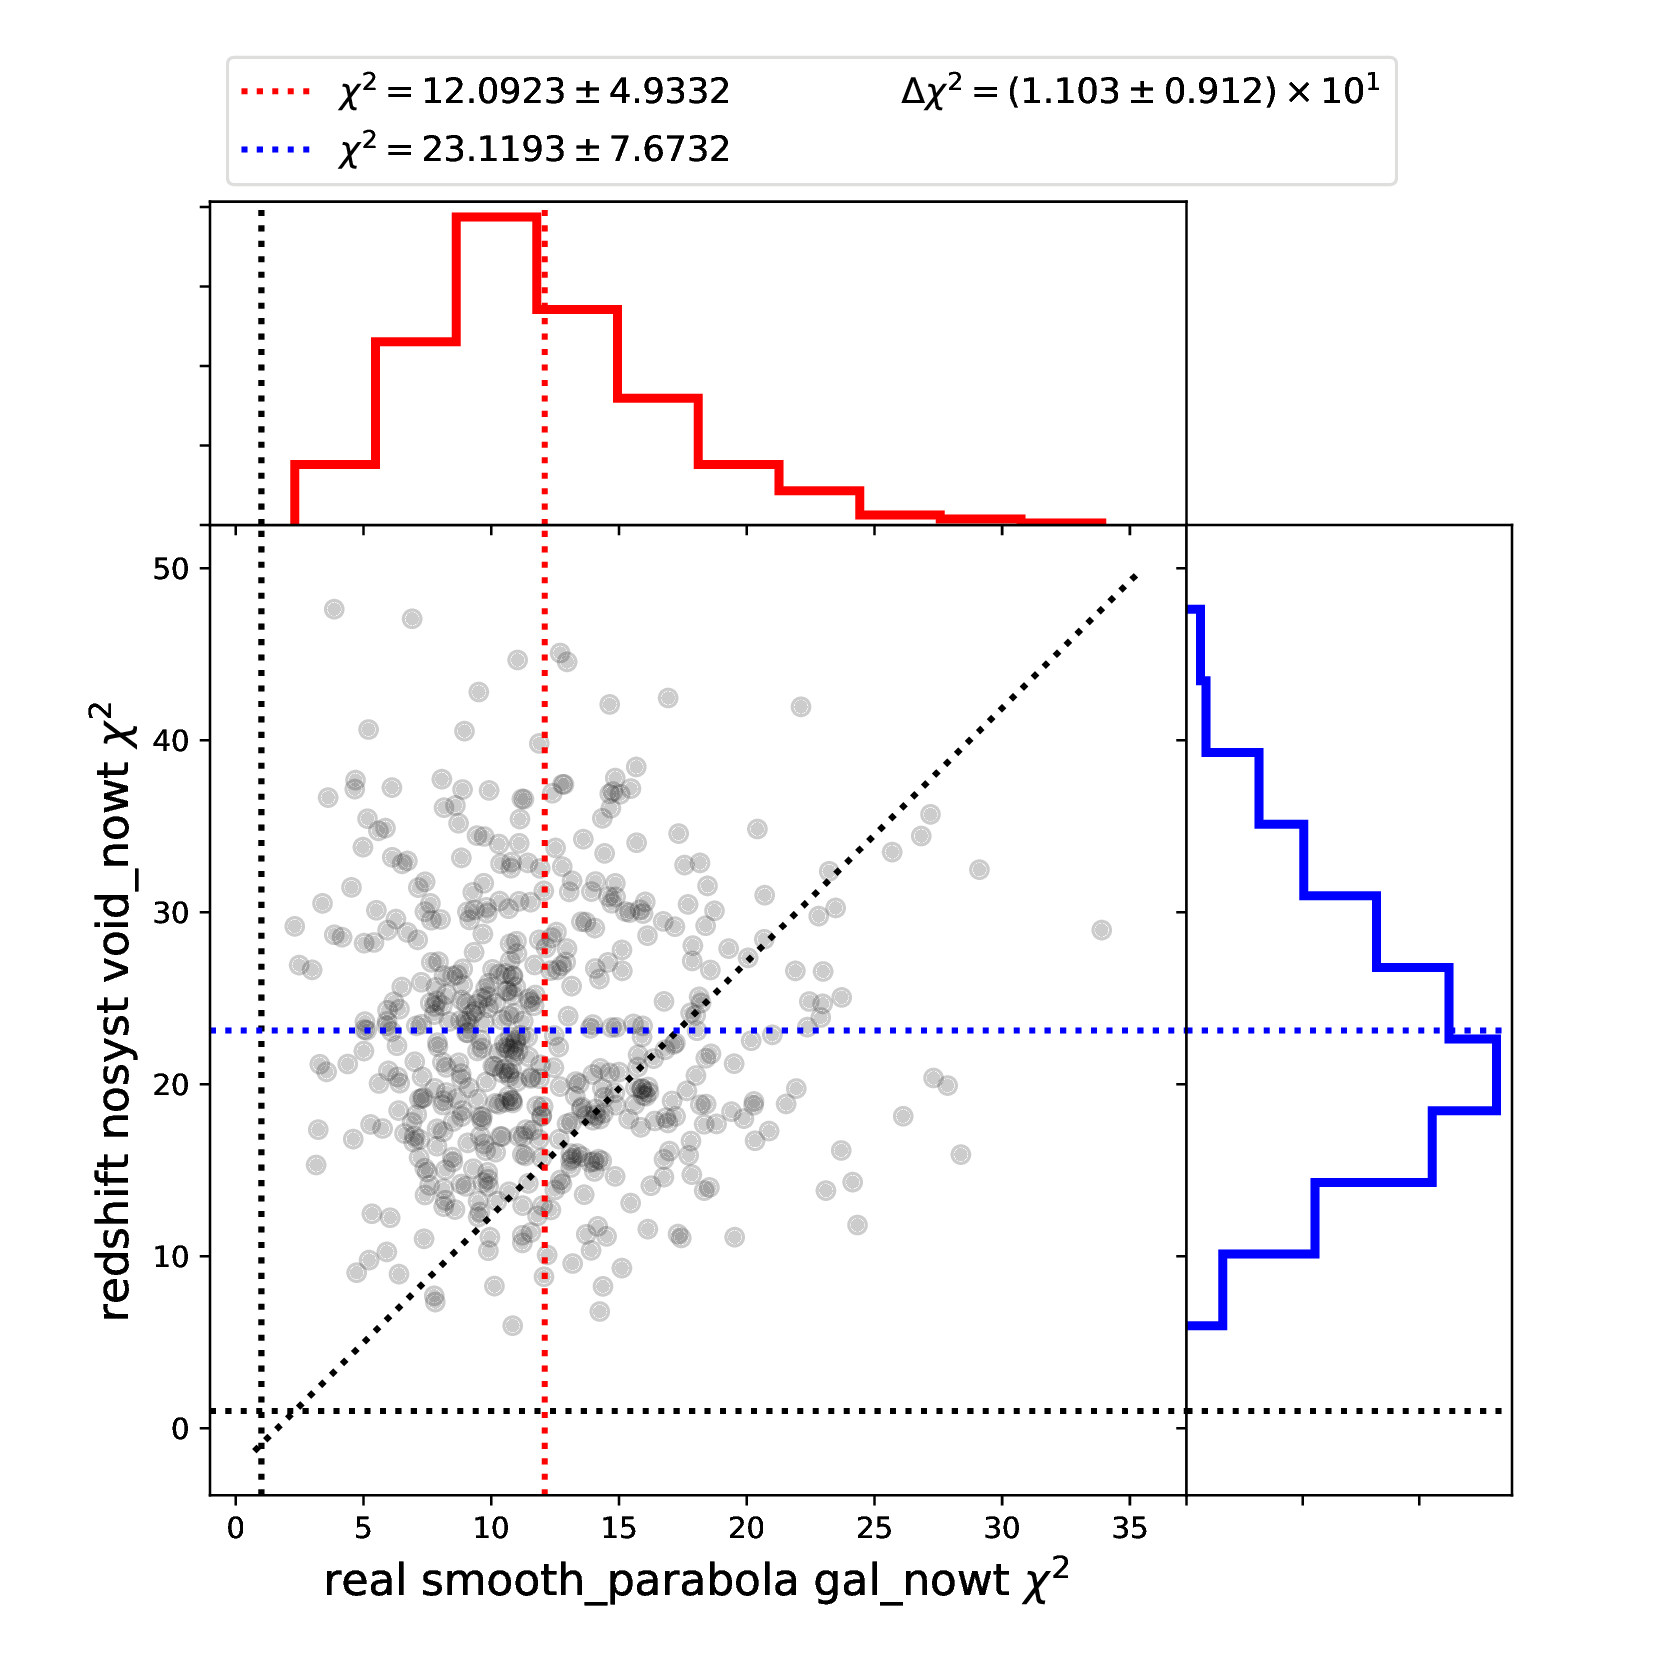 χ² = 12.0923 ± 4.9332 Δχ² = (1.103 ± 0.912) × 10¹
χ² = 23.1193 ± 7.6732
50
40
30
20
10
0
redshift nosyst void_nowt χ²
0 5 10 15 20 25 30 35
real smooth_parabola gal_nowt χ²